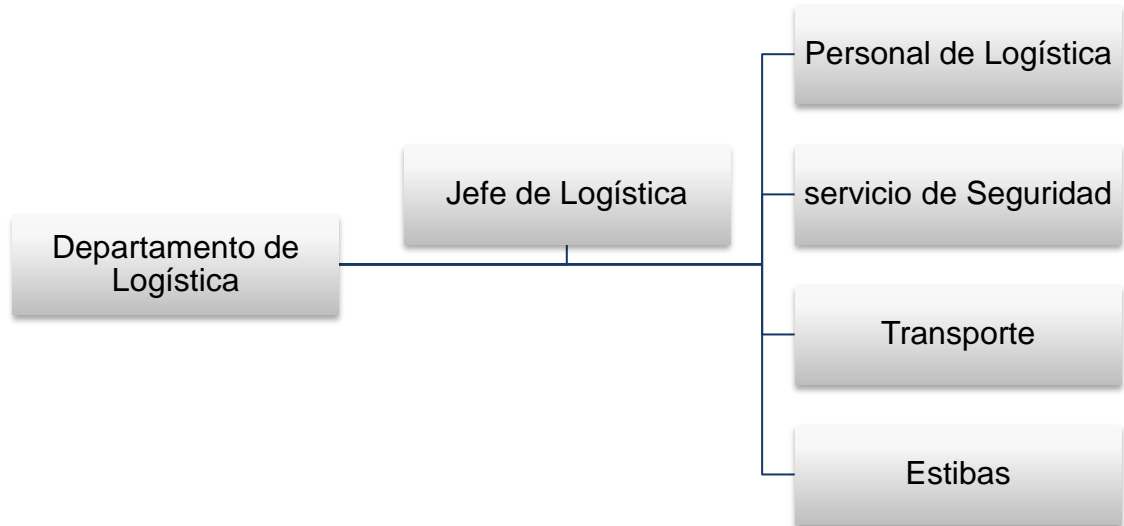 Departamento de
Logística
Jefe de Logística
Personal de Logística
servicio de Seguridad
Transporte
Estibas